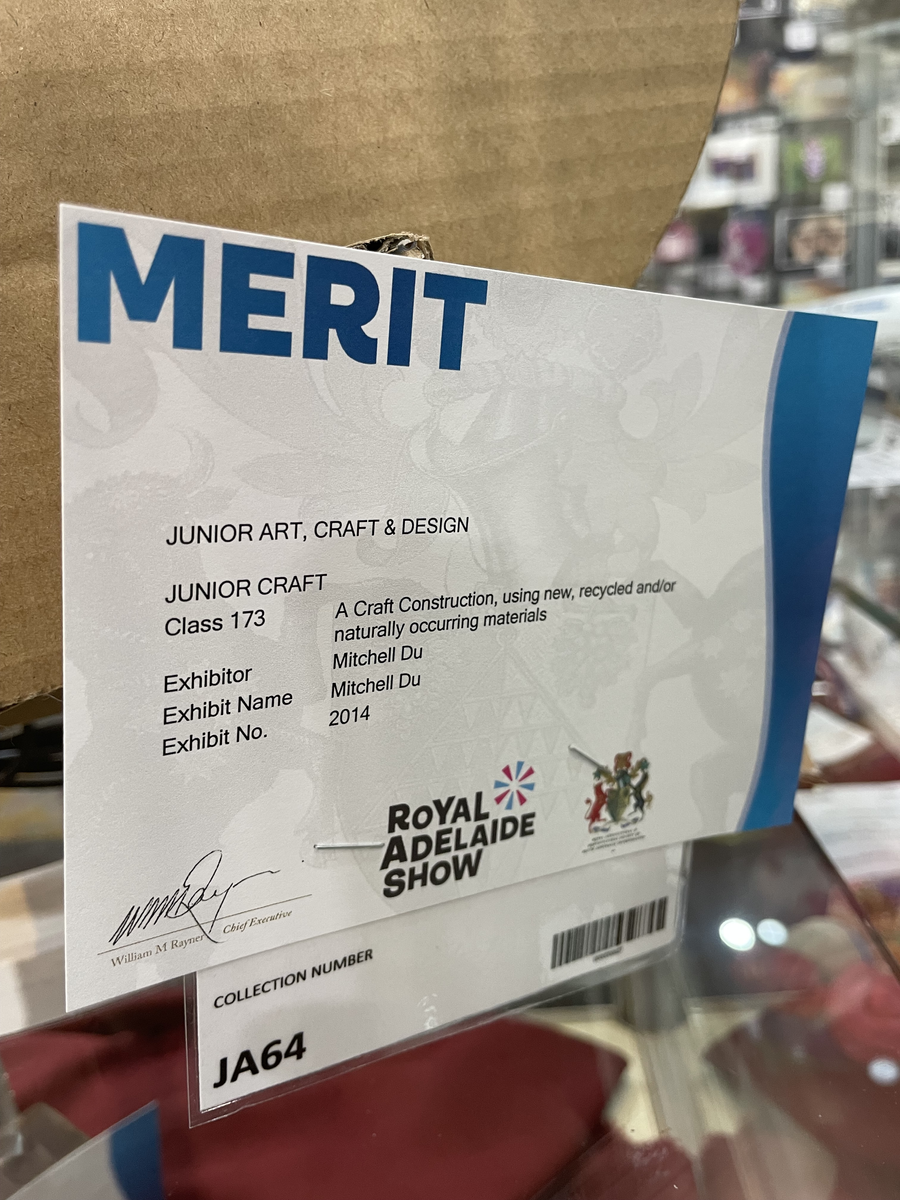 MERIT
JUNIOR ART, CRAFT & DESIGN
JUNIOR CRAFT
Class 173
A Craft Construction, using new, recycled and/or
naturally occurring materials
Exhibitor
Mitchell Du
Exhibit Name
Mitchell Du
Exhibit No.
2014
ROYAL
ADELAIDE
SHOW
William M Rayner Chief Executive
COLLECTION NUMBER
JA64